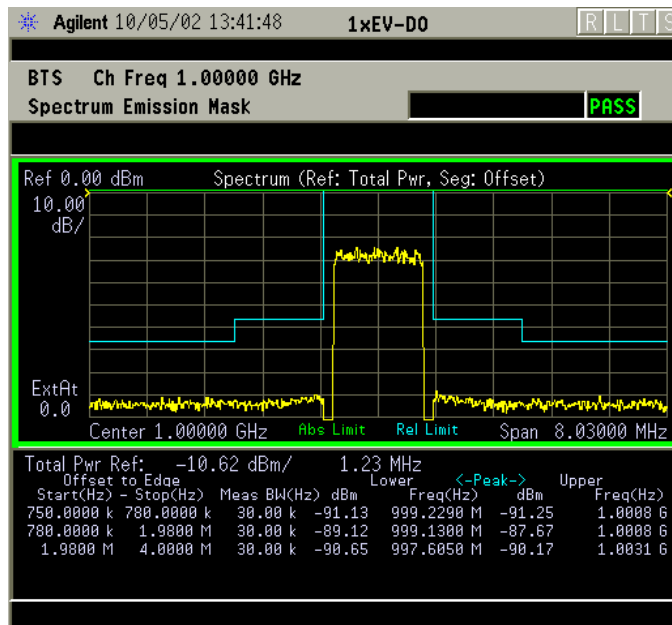 Agilent 10/05/02 13:41:48 1xEV-DO R L T S
BTS Ch Freq 1.00000 GHz
Spectrum Emission Mask PASS
Ref 0.00 dBm Spectrum (Ref: Total Pwr, Seg: Offset)
10.00
dB/
ExtAt
0.0
Center 1.00000 GHz Abs Limit Rel Limit Span 8.03000 MHz
Total Pwr Ref: -10.62 dBm/ 1.23 MHz
Offset to Edge Lower <-Peak-> Upper
Start(Hz) - Stop(Hz) Meas BW(Hz) dBm Freq(Hz) dBm Freq(Hz)
750.0000 k 780.0000 k 30.00 k -91.13 999.2290 M -91.25 1.0008 G
780.0000 k 1.9800 M 30.00 k -89.12 999.1300 M -87.67 1.0008 G
1.9800 M 4.0000 M 30.00 k -90.65 997.6050 M -90.17 1.0031 G